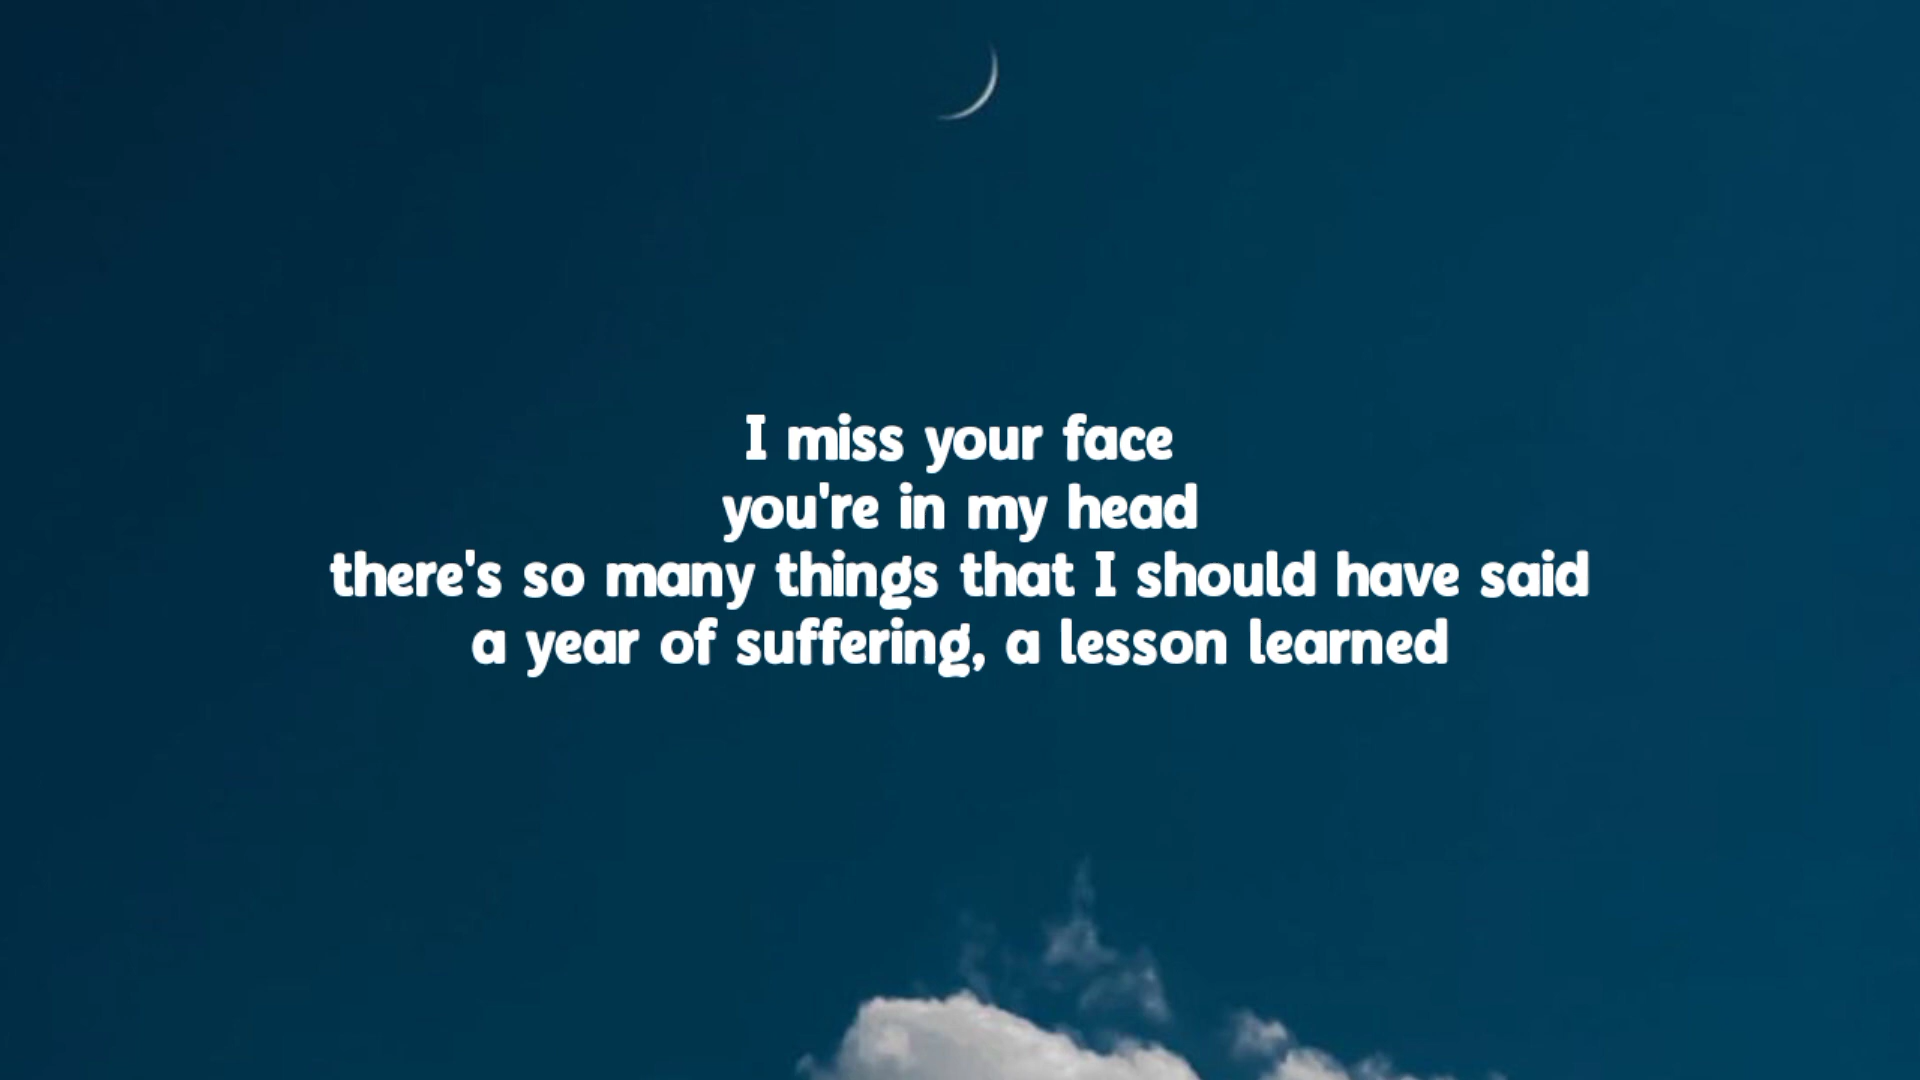 I miss your face
you're in my head
there's so many things that I should have said
a year of suffering, a lesson learned